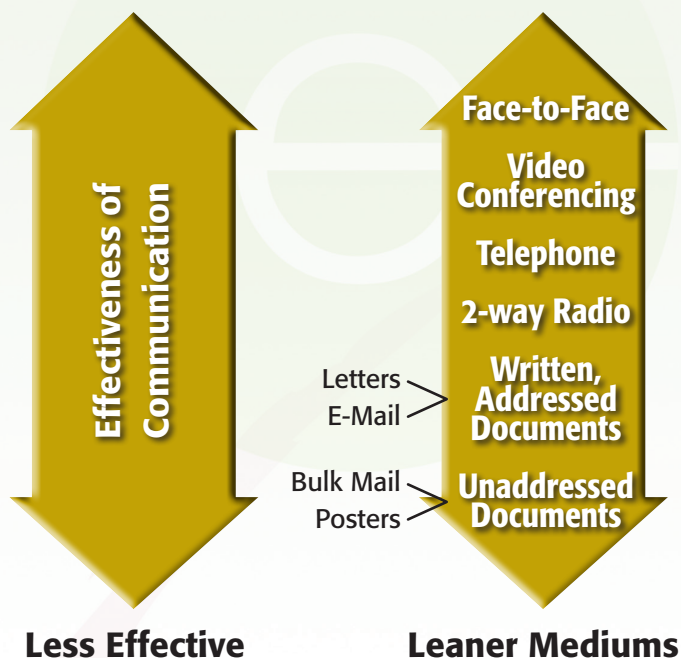 Effectiveness of
Communication
Face-to-Face
Video
Conferencing
Telephone
2-way Radio
Letters
E-Mail
Written,
Addressed
Documents
Bulk Mail
Posters
Unaddressed
Documents
Less Effective
Leaner Mediums